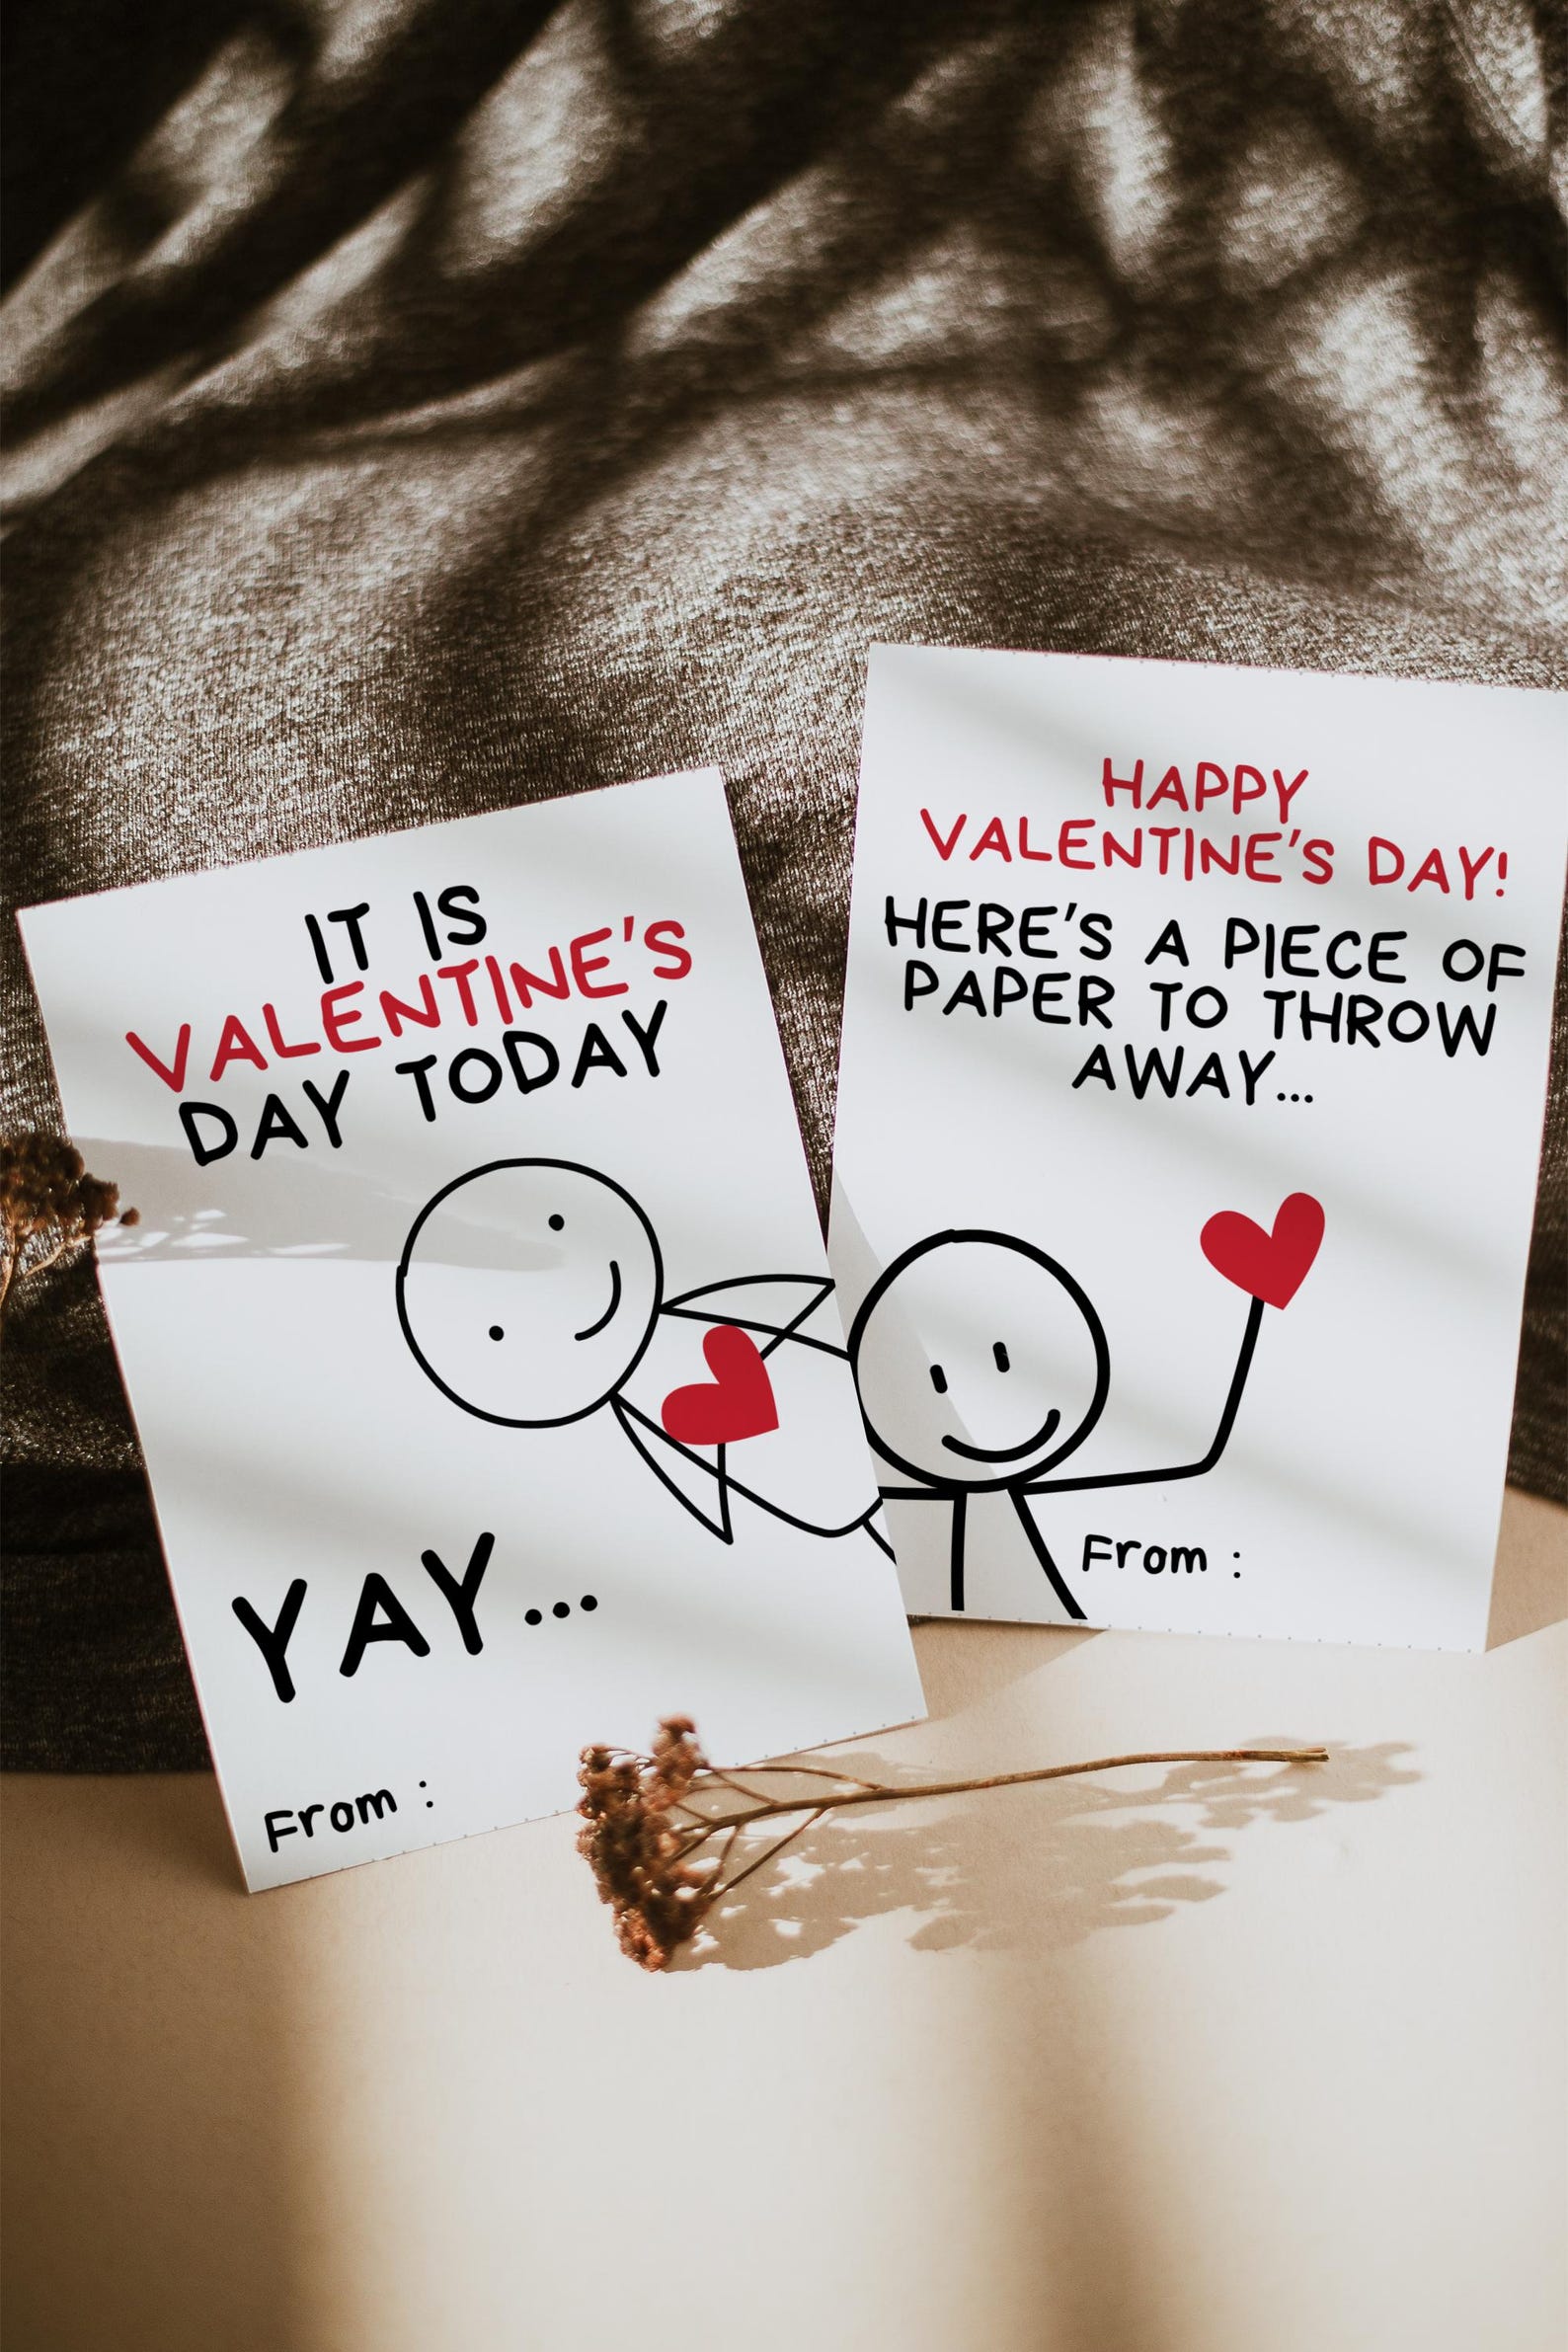 IT IS
VALENTINE'S
DAY TODAY
YAY...
From :
HAPPY
VALENTINE'S DAY!
HERE'S A PIECE OF
PAPER TO THROW
AWAY...
From :